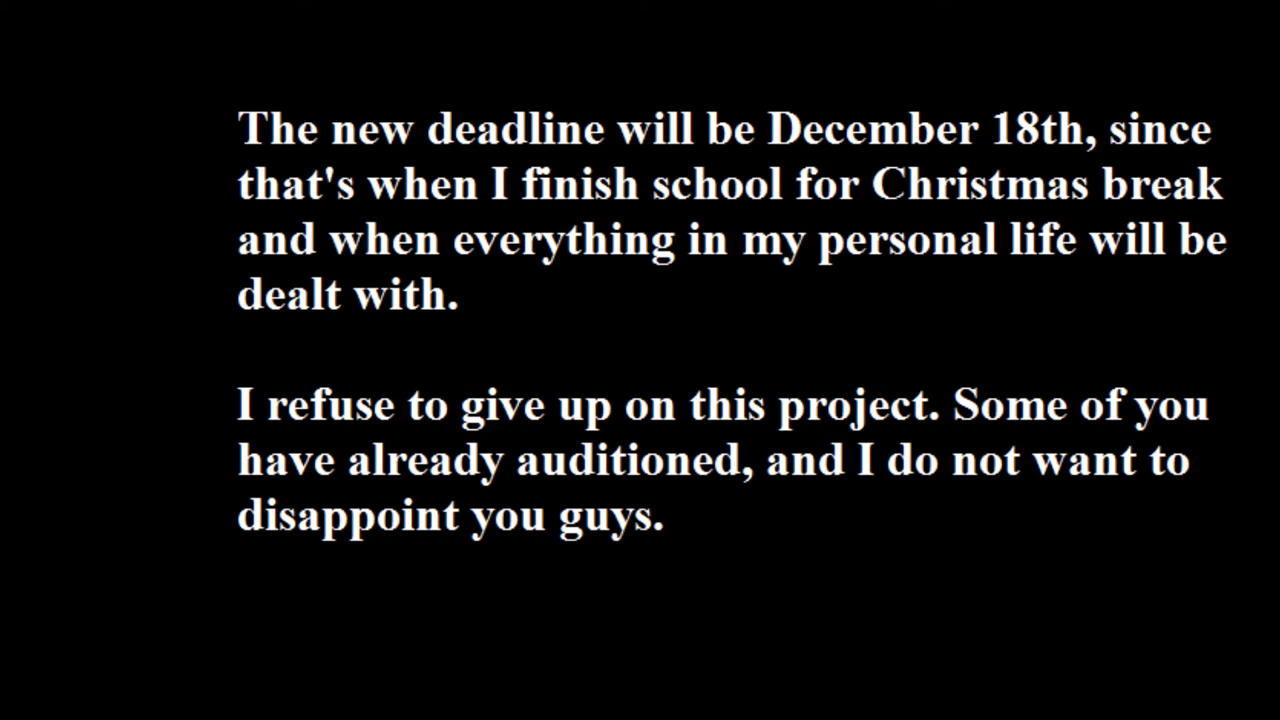 The new deadline will be December 18th, since
that's when I finish school for Christmas break
and when everything in my personal life will be
dealt with.
I refuse to give up on this project. Some of you
have already auditioned, and I do not want to
disappoint you guys.